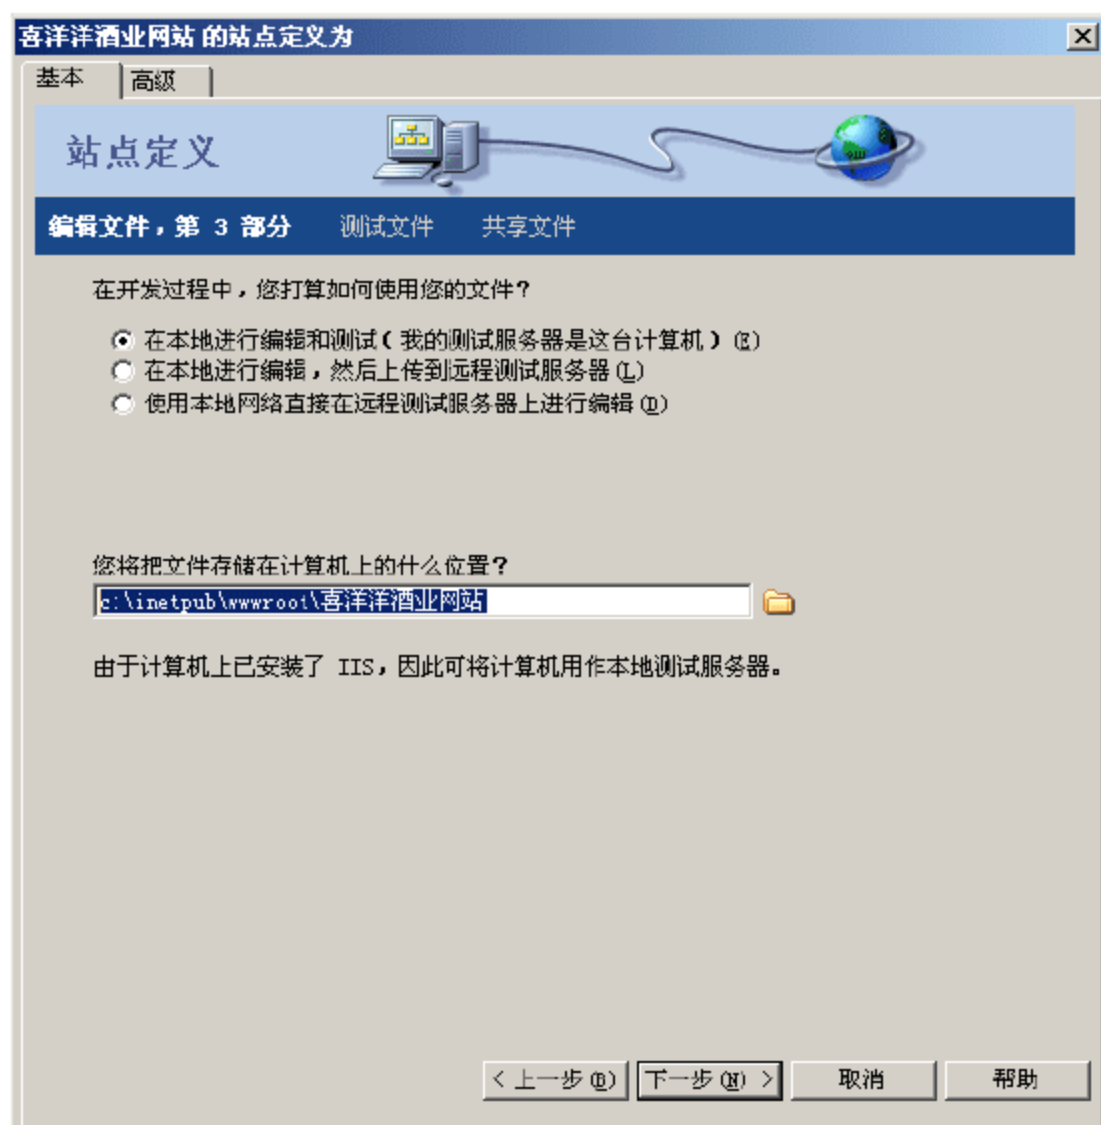 喜洋洋酒业网站 的站点定义为
基本 高级
站点定义
编辑文件，第 3 部分 测试文件 共享文件
在开发过程中，您打算如何使用您的文件？
在本地进行编辑和测试（我的测试服务器是这台计算机）(E)
在本地进行编辑，然后上传到远程测试服务器(L)
使用本地网络直接在远程测试服务器上进行编辑(D)
您将把文件存储在计算机上的什么位置？
c:\inetpub\wwwroot\喜洋洋酒业网站
由于计算机上已安装了 IIS，因此可将计算机用作本地测试服务器。
< 上一步(B) 下一步(N) > 取消 帮助